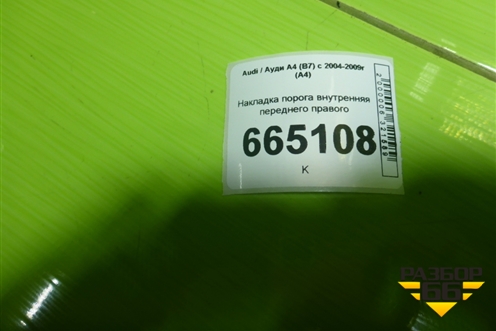 Audi / Ауди А4 (В7) с 2004-2009г
(А4)
Накладка порога внутренняя
переднего правого
665108
К
РАЗБОР
66